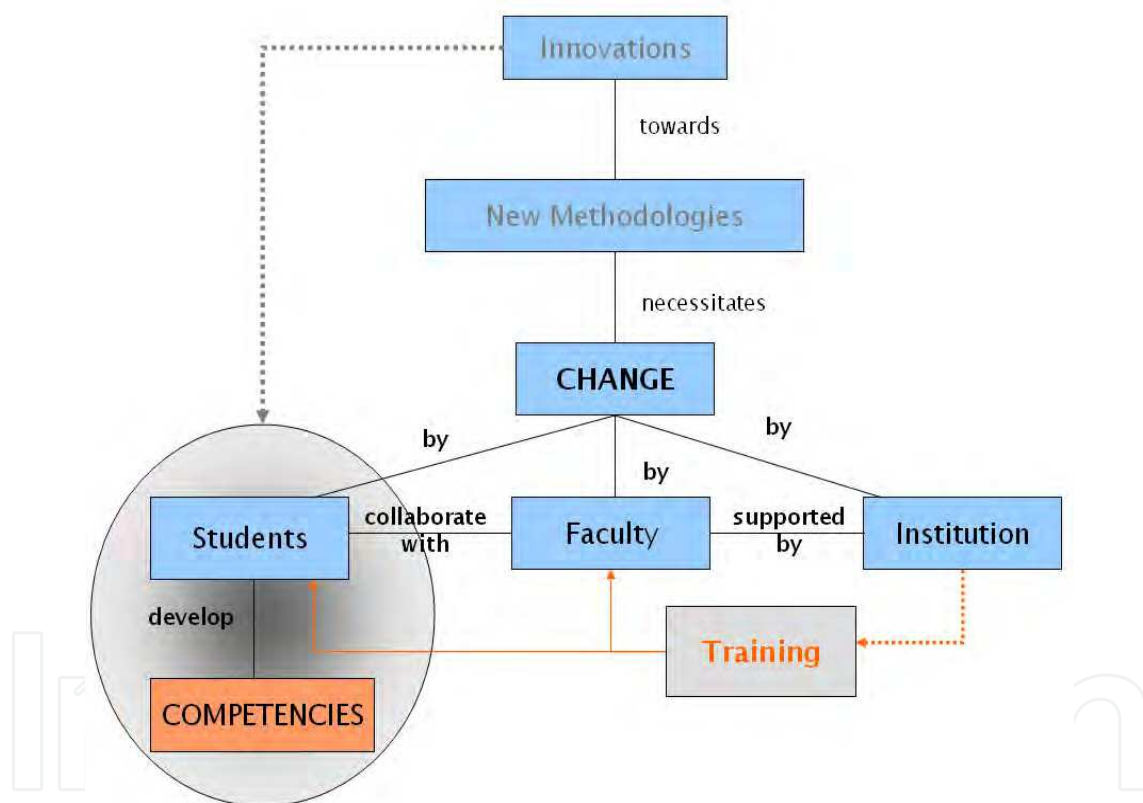 Innovations
towards
New Methodologies
necessitates
CHANGE
by
by
by
Students
collaborate
with
Faculty
supported
by
Institution
develop
Training
COMPETENCIES